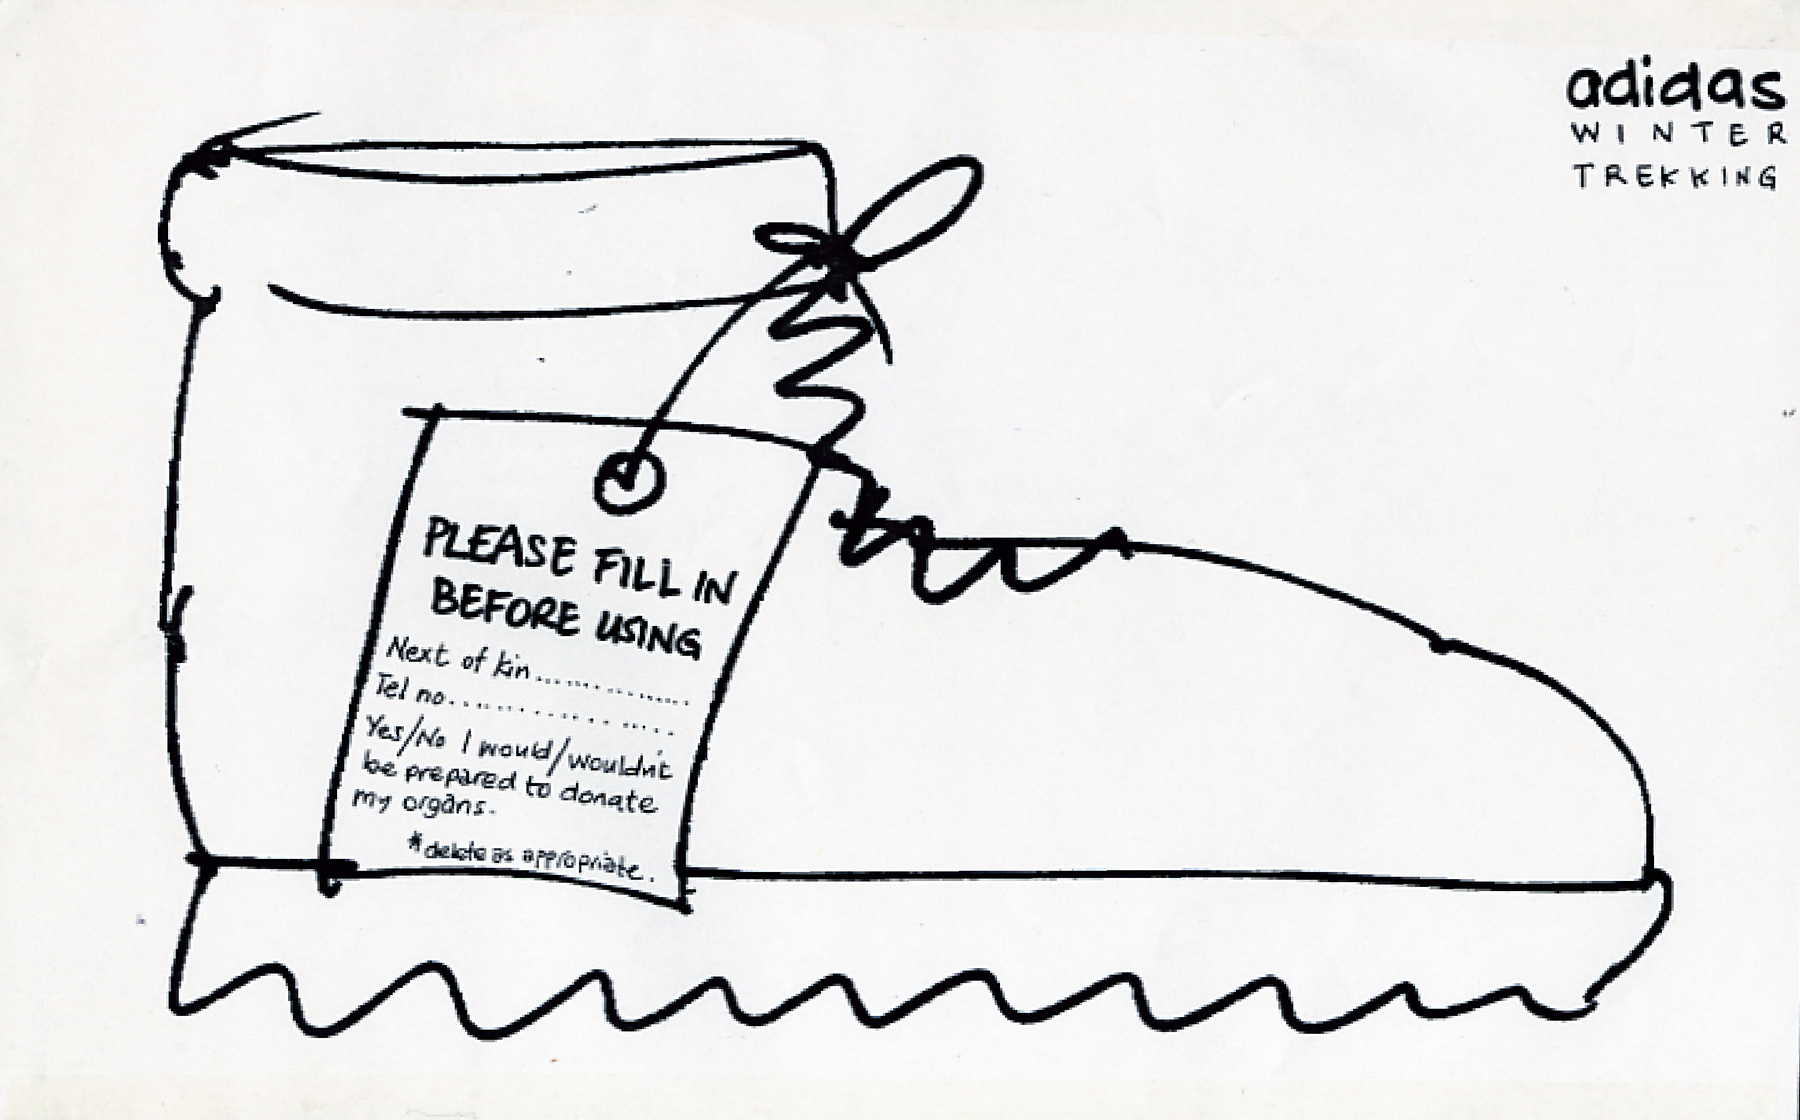 adidas
WINTER
TREKKING
PLEASE FILL IN
BEFORE USING
Next of kin...............
Tel no...................
Yes/No I would/wouldn't
be prepared to donate
my organs.
*delete as appropriate.